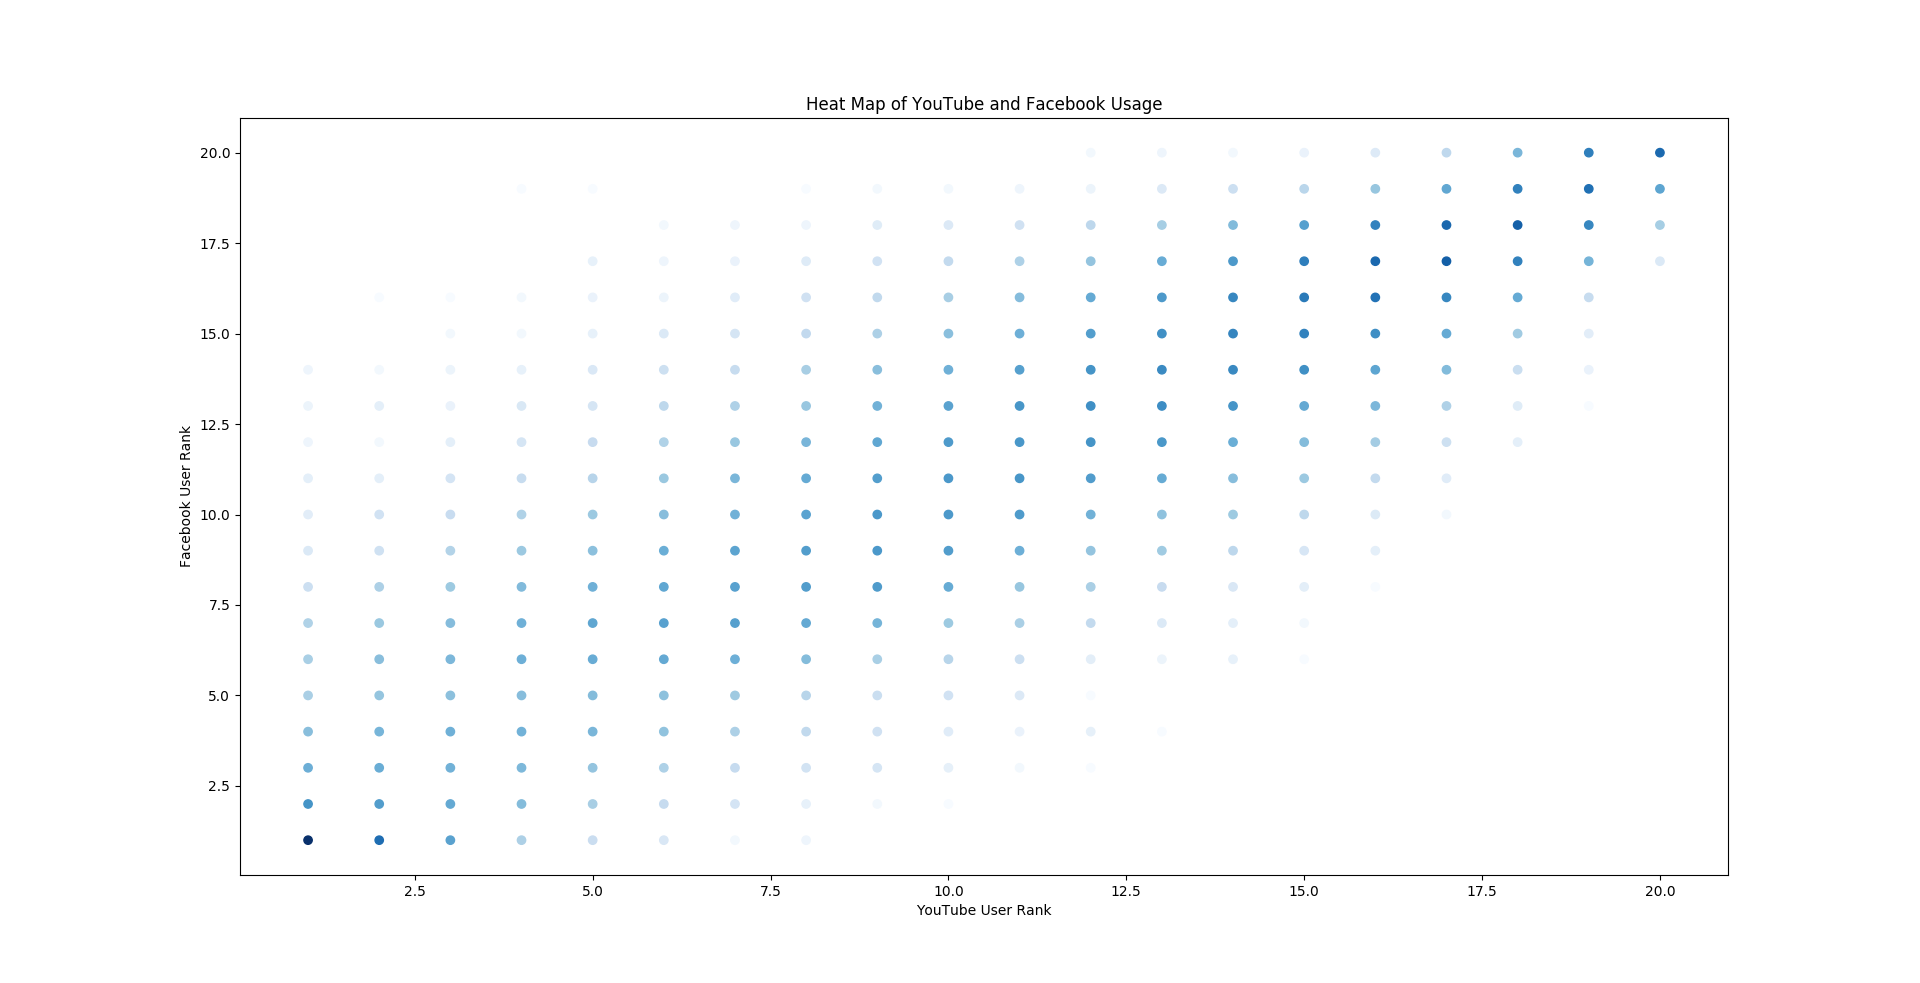 Heat Map of YouTube and Facebook Usage
20.0
17.5
15.0
12.5
10.0
7.5
5.0
2.5
Facebook User Rank
2.5 5.0 7.5 10.0 12.5 15.0 17.5 20.0
YouTube User Rank